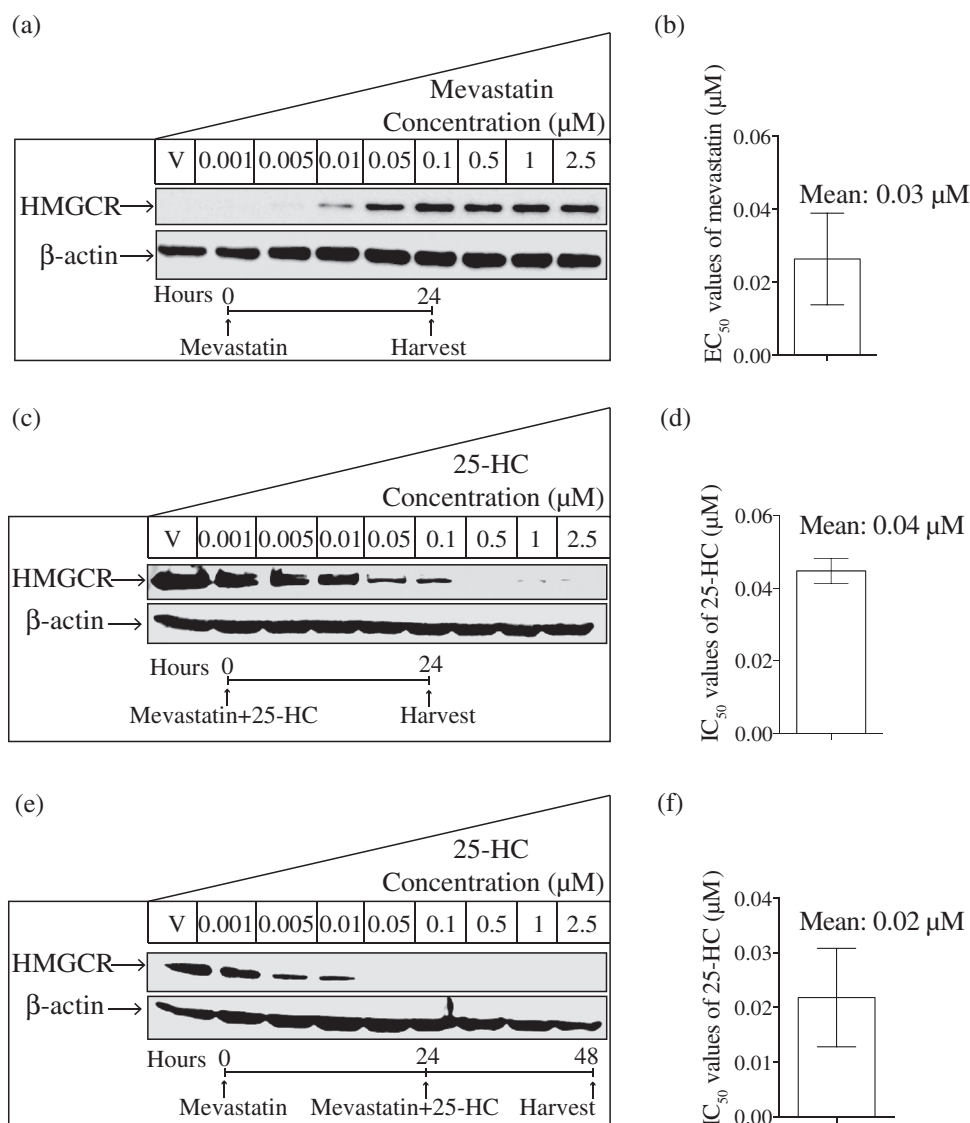 (a)
Mevastatin
Concentration (μM)
V 0.001 0.005 0.01 0.05 0.1 0.5 1 2.5
HMGCR
β-actin
Hours 0 24
Mevastatin Harvest
(b)
EC50 values of mevastatin (μM)
0.06
0.04
0.02
0.00
Mean: 0.03 μM
(c)
25-HC
Concentration (μM)
V 0.001 0.005 0.01 0.05 0.1 0.5 1 2.5
HMGCR
β-actin
Hours 0 24
Mevastatin+25-HC Harvest
(d)
IC50 values of 25-HC (μM)
0.06
0.04
0.02
0.00
Mean: 0.04 μM
(e)
25-HC
Concentration (μM)
V 0.001 0.005 0.01 0.05 0.1 0.5 1 2.5
HMGCR
β-actin
Hours 0 24 48
Mevastatin Mevastatin+25-HC Harvest
(f)
IC50 values of 25-HC (μM)
0.04
0.03
0.02
0.01
0.00
Mean: 0.02 μM